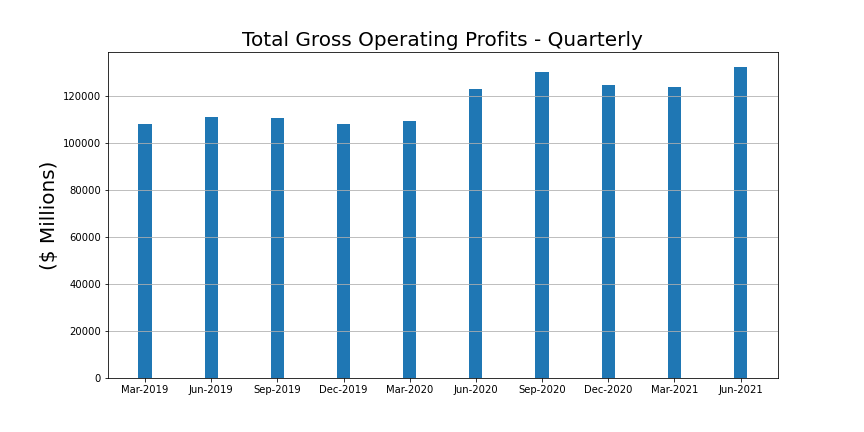 Total Gross Operating Profits - Quarterly
($ Millions)
120000
100000
80000
60000
40000
20000
0
Mar-2019 Jun-2019 Sep-2019 Dec-2019 Mar-2020 Jun-2020 Sep-2020 Dec-2020 Mar-2021 Jun-2021